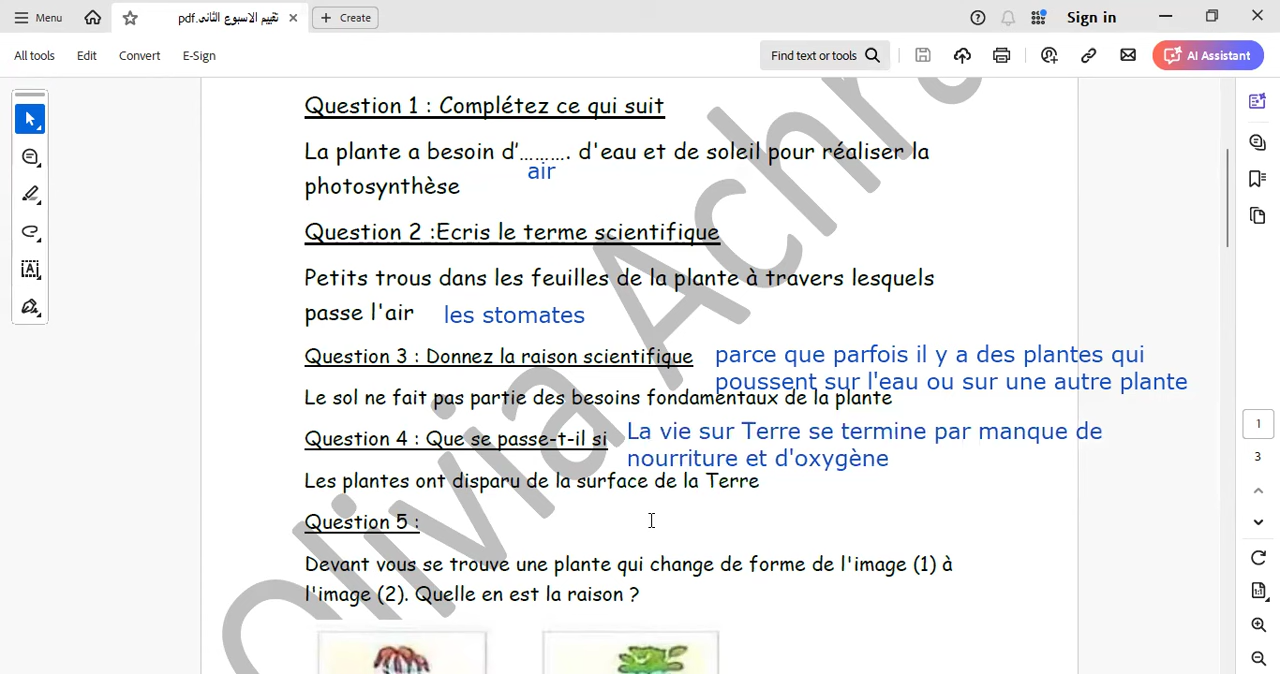 Menu
تقييم الاسبوع الثانى.pdf
Create
Sign in
All tools
Edit
Convert
E-Sign
Find text or tools
AI Assistant
Question 1 : Complétez ce qui suit
La plante a besoin d'.......... d'eau et de soleil pour réaliser la
air
photosynthèse
Question 2 :Ecris le terme scientifique
Petits trous dans les feuilles de la plante à travers lesquels
passe l'air les stomates
Question 3 : Donnez la raison scientifique
parce que parfois il y a des plantes qui
poussent sur l'eau ou sur une autre plante
Le sol ne fait pas partie des besoins fondamentaux de la plante
Question 4 : Que se passe-t-il si
La vie sur Terre se termine par manque de
nourriture et d'oxygène
Les plantes ont disparu de la surface de la Terre
Question 5 :
Devant vous se trouve une plante qui change de forme de l'image (1) à
l'image (2). Quelle en est la raison ?
Olivia Achra
1
3